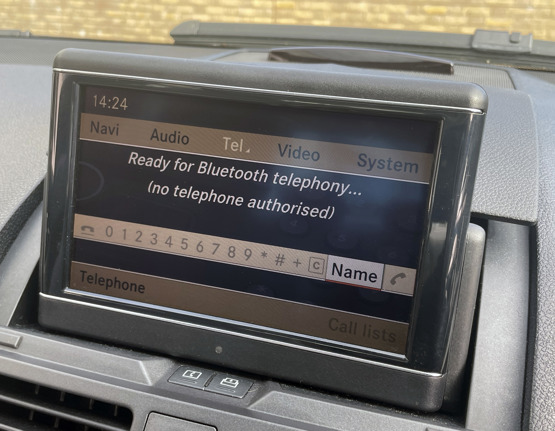 14:24
Navi Audio Tel. Video System
Ready for Bluetooth telephony...
(no telephone authorised)
0 1 2 3 4 5 6 7 8 9 * # + C Name
Telephone
Call lists